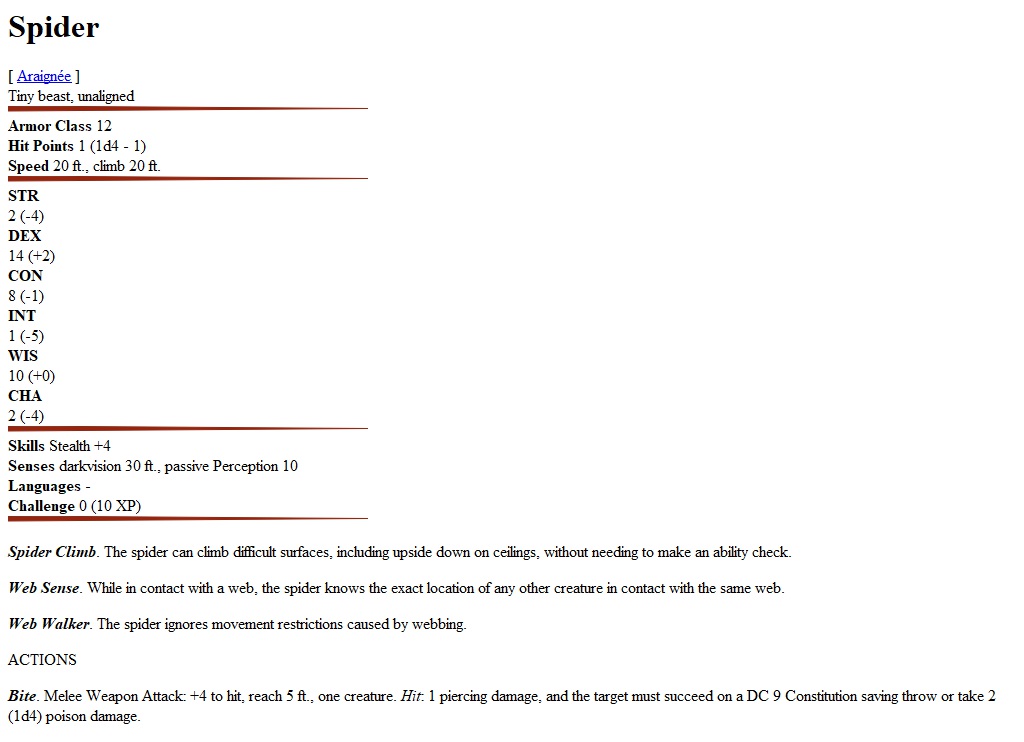 Spider
[ Araignée ]
Tiny beast, unaligned
Armor Class 12
Hit Points 1 (1d4 - 1)
Speed 20 ft., climb 20 ft.
STR
2 (-4)
DEX
14 (+2)
CON
8 (-1)
INT
1 (-5)
WIS
10 (+0)
CHA
2 (-4)
Skills Stealth +4
Senses darkvision 30 ft., passive Perception 10
Languages -
Challenge 0 (10 XP)
Spider Climb. The spider can climb difficult surfaces, including upside down on ceilings, without needing to make an ability check.
Web Sense. While in contact with a web, the spider knows the exact location of any other creature in contact with the same web.
Web Walker. The spider ignores movement restrictions caused by webbing.
ACTIONS
Bite. Melee Weapon Attack: +4 to hit, reach 5 ft., one creature. Hit: 1 piercing damage, and the target must succeed on a DC 9 Constitution saving throw or take 2
(1d4) poison damage.